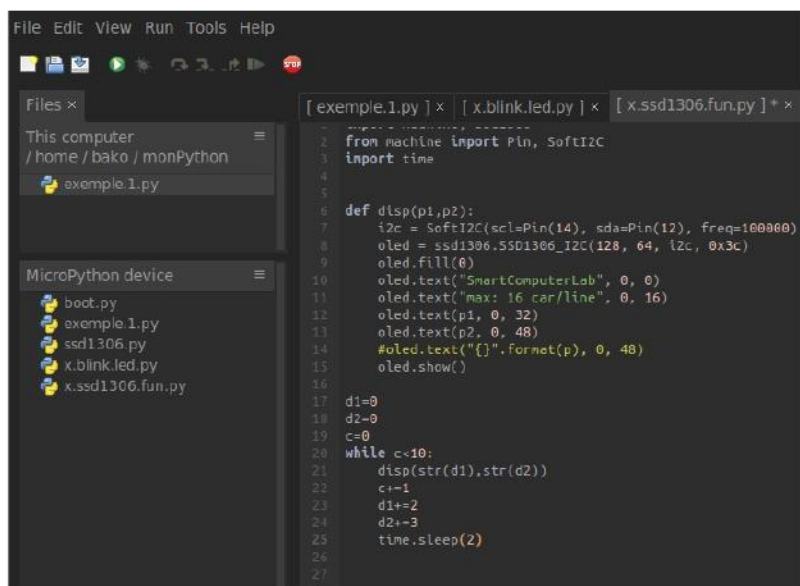 File Edit View Run Tools Help
STOP
Files ×
This computer
/ home / bako / monPython
exemple.1.py
MicroPython device
boot.py
exemple.1.py
ssd1306.py
x.blink.led.py
x.ssd1306.fun.py
[ exemple.1.py ] × [ x.blink.led.py ] × [ x.ssd1306.fun.py ] * ×
2 from machine import Pin, SoftI2C
3 import time
4
5
6 def disp(p1,p2):
7 i2c = SoftI2C(scl=Pin(14), sda=Pin(12), freq=100000)
8 oled = ssd1306.SSD1306_I2C(128, 64, i2c, 0x3c)
9 oled.fill(0)
10 oled.text("SmartComputerLab", 0, 0)
11 oled.text("max: 16 car/line", 0, 16)
12 oled.text(p1, 0, 32)
13 oled.text(p2, 0, 48)
14 #oled.text("{}".format(p), 0, 48)
15 oled.show()
16
17 d1=0
18 d2=0
19 c=0
20 while c<10:
21 disp(str(d1),str(d2))
22 c+=1
23 d1+=2
24 d2+=3
25 time.sleep(2)
26
27